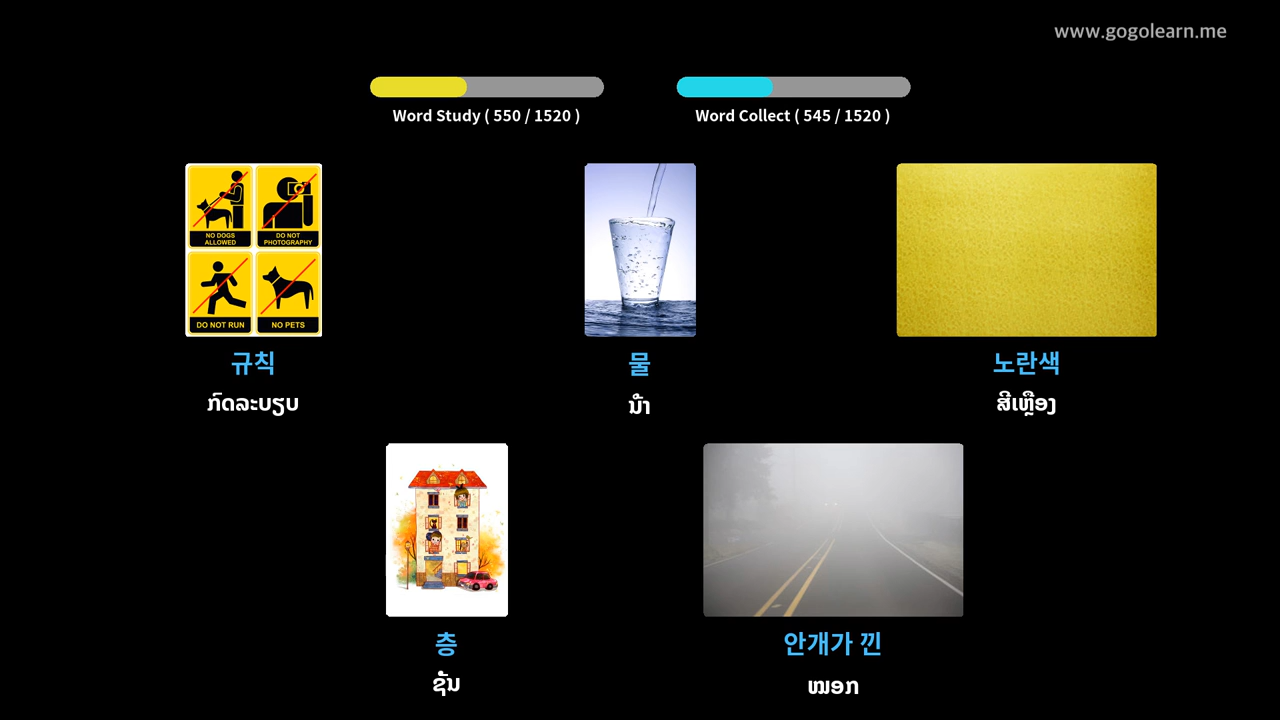 www.gogolearn.me
Word Study ( 550 / 1520 )
Word Collect ( 545 / 1520 )
NO DOGS
ALLOWED
DO NOT
PHOTOGRAPHY
DO NOT RUN
NO PETS
규칙
ກົດລະບຽບ
물
ນ້ຳ
노란색
ສີເຫຼືອງ
층
ຊັ້ນ
안개가 낀
ໝອກ